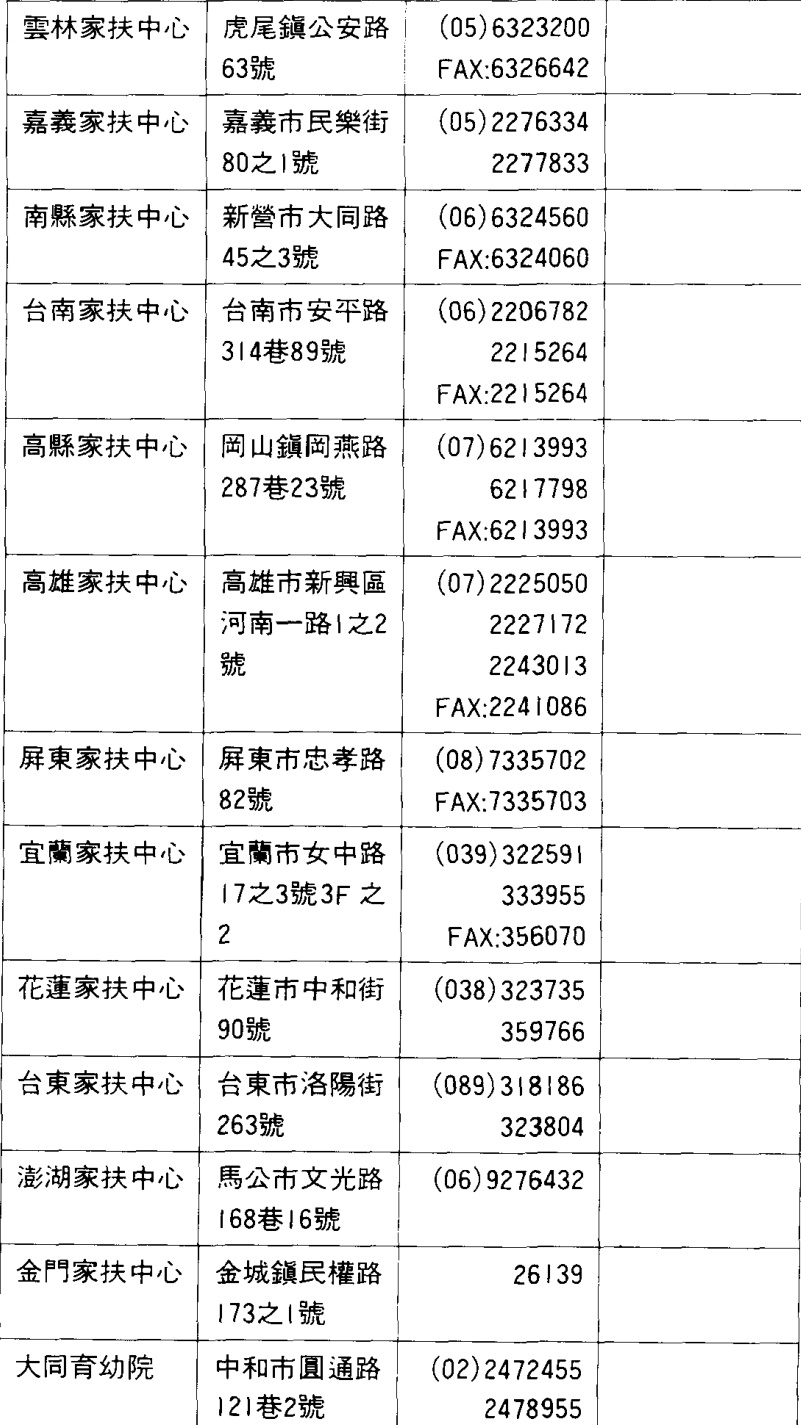 雲林家扶中心 虎尾鎮公安路 (05)6323200
63號 FAX:6326642
嘉義家扶中心 嘉義市民樂街 (05)2276334
80之1號 2277833
南縣家扶中心 新營市大同路 (06)6324560
45之3號 FAX:6324060
台南家扶中心 台南市安平路 (06)2206782
314巷89號 2215264
FAX:2215264
高縣家扶中心 岡山鎮岡燕路 (07)6213993
287巷23號 6217798
FAX:6213993
高雄家扶中心 高雄市新興區 (07)2225050
河南一路1之2 2227172
號 2243013
FAX:2241086
屏東家扶中心 屏東市忠孝路 (08)7335702
82號 FAX:7335703
宜蘭家扶中心 宜蘭市女中路 (039)322591
17之3號3F 之 333955
2 FAX:356070
花蓮家扶中心 花蓮市中和街 (038)323735
90號 359766
台東家扶中心 台東市洛陽街 (089)318186
263號 323804
澎湖家扶中心 馬公市文光路 (06)9276432
168巷16號
金門家扶中心 金城鎮民權路 26139
173之1號
大同育幼院 中和市圓通路 (02)2472455
121巷2號 2478955